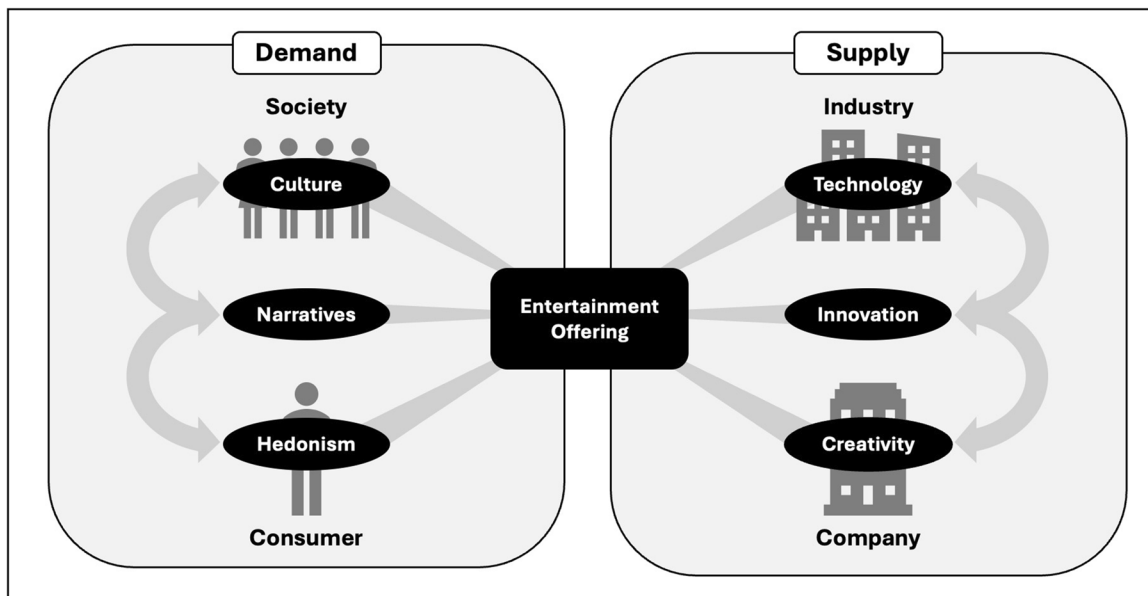 Demand
Supply
Society
Industry
Culture
Technology
Narratives
Entertainment
Offering
Innovation
Hedonism
Creativity
Consumer
Company